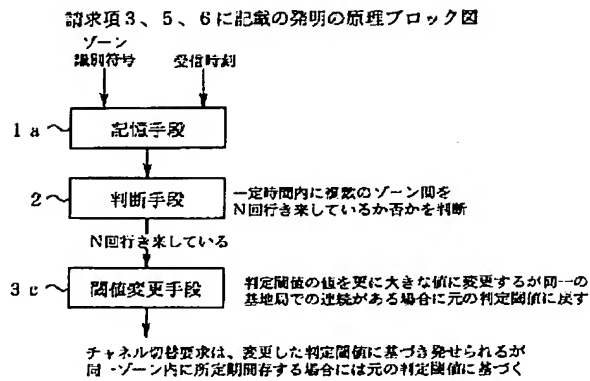 請求項３、５、６に記載の発明の原理ブロック図
ゾーン
識別符号
受信時刻
１a
記憶手段
２
判断手段
一定時間内に複数のゾーン間を
N回行き来しているか否かを判断
N回行き来している
３c
閾値変更手段
判定閾値の値を更に大きな値に変更するが同一の
基地局での連続がある場合に元の判定閾値に戻す
チャネル切替要求は、変更した判定閾値に基づき発せられるが
同一ゾーン内に所定期間存する場合には元の判定閾値に基づく